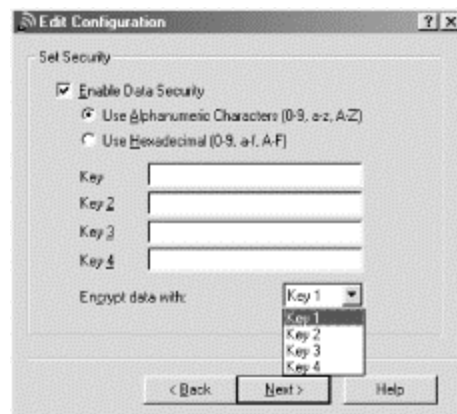 Edit Configuration
Set Security
Enable Data Security
Use Alphanumeric Characters (0-9, a-z, A-Z)
Use Hexadecimal (0-9, a-f, A-F)
Key
Key 2
Key 3
Key 4
Encrypt data with: Key 1
Key 1
Key 2
Key 3
Key 4
< Back Next > Help